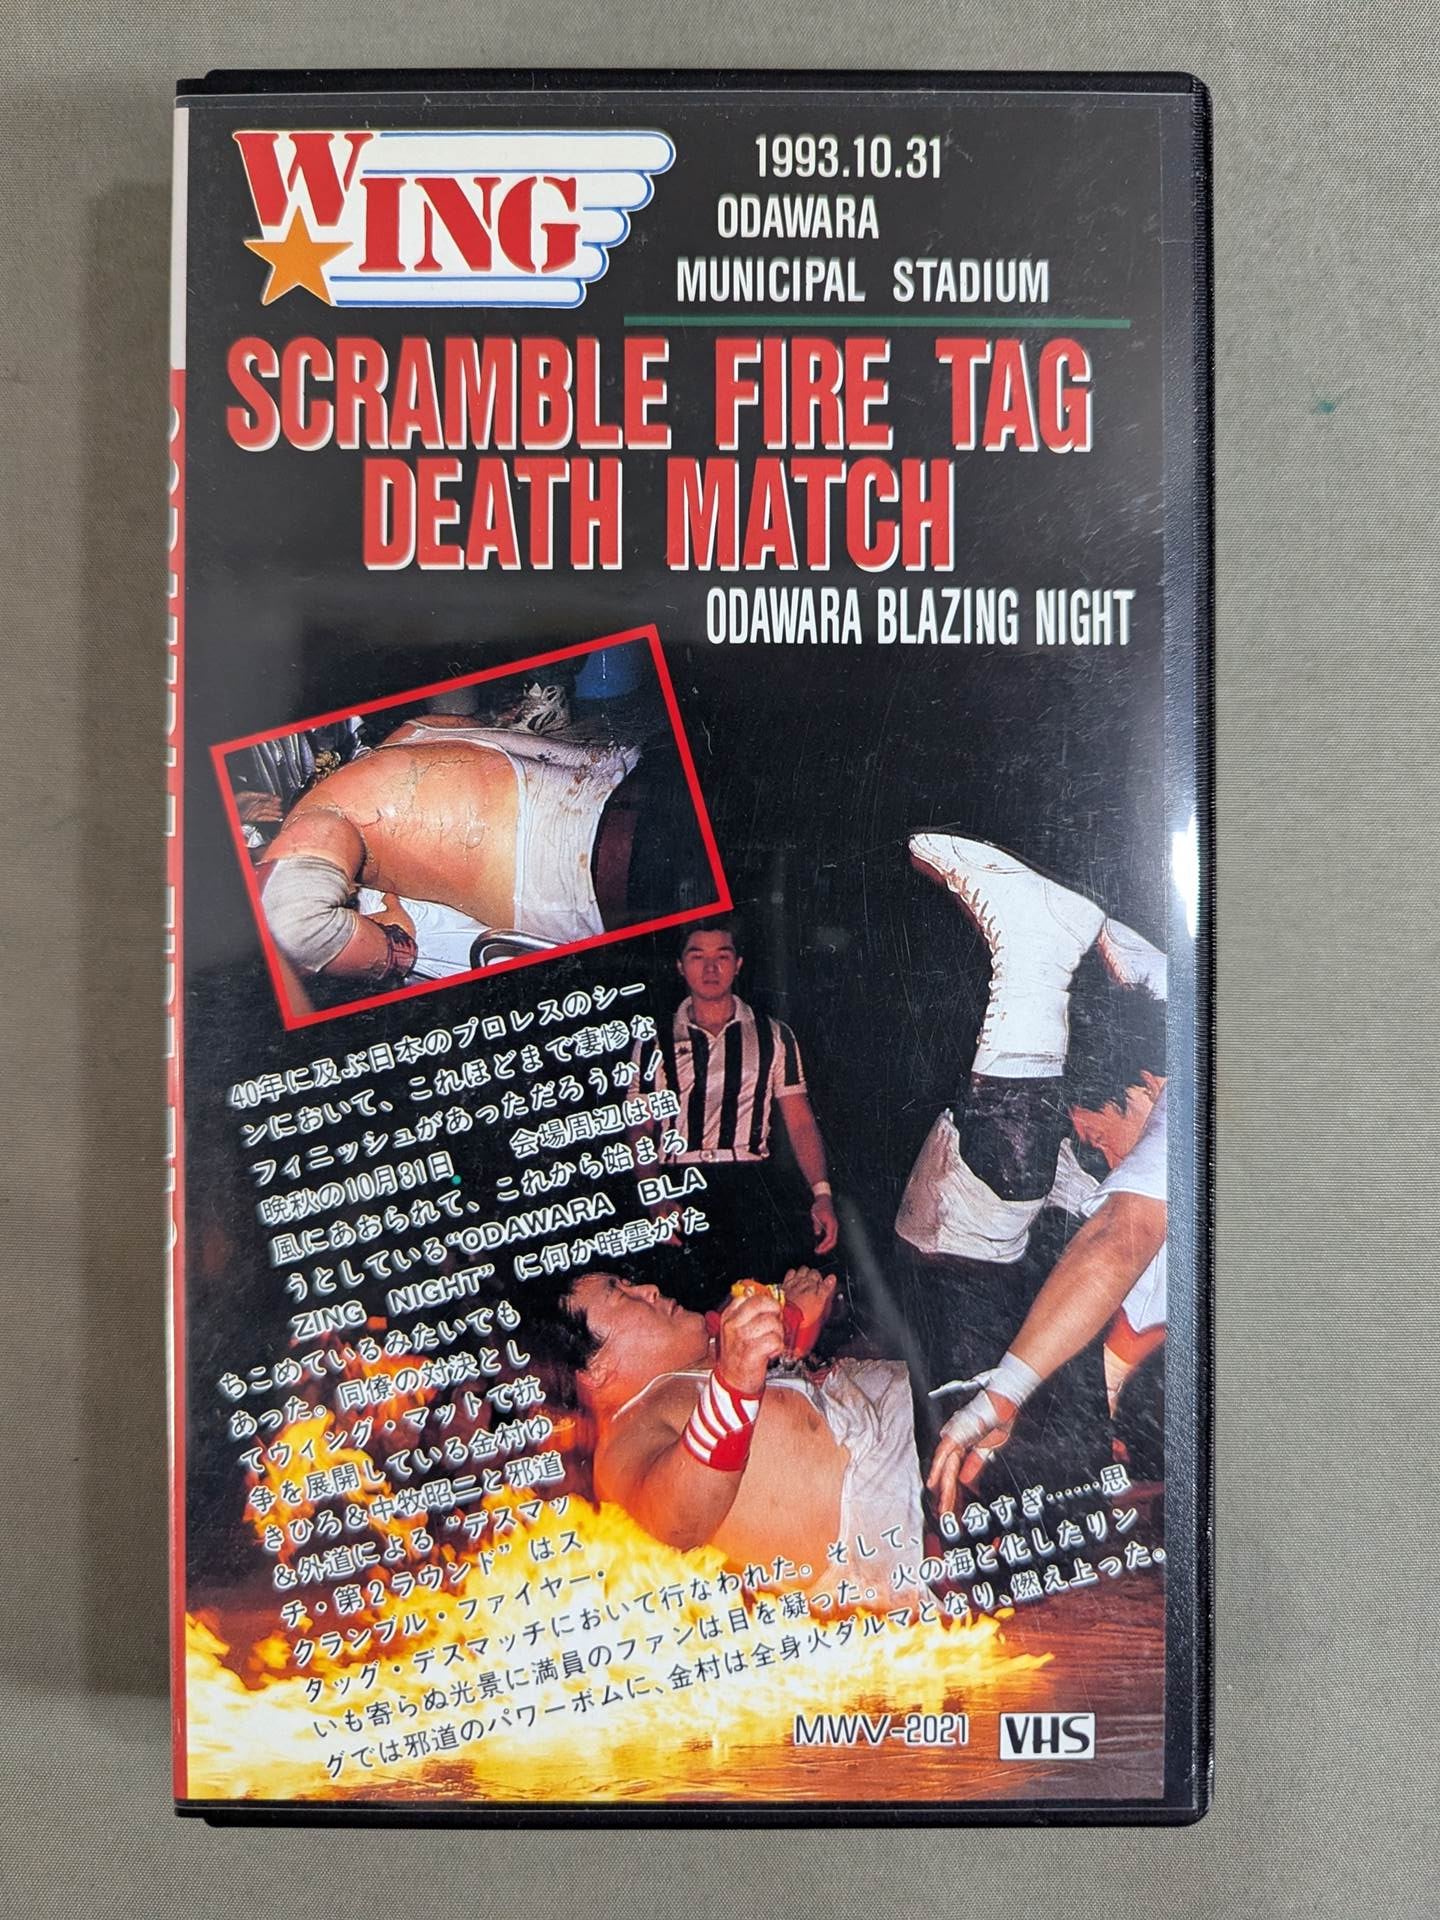 WING
1993.10.31
ODAWARA
MUNICIPAL STADIUM
SCRAMBLE FIRE TAG
DEATH MATCH
ODAWARA BLAZING NIGHT
40年に及ぶ日本のプロレスのシー
ンにおいて、これほどまで凄惨な
フィニッシュがあっただろうか!
晩秋の10月31日 会場周辺は強
風にあおられて、これから始まろ
うとしている“ODAWARA BLA
ZING NIGHT” に何か暗雲がた
ちこめているみたいでも
あった。同僚の対決とし
てウィング・マットで抗
争を展開している金村ゆ
きひろ&中牧昭二と邪道
&外道による“デスマッ
チ・第2ラウンド”はス
クランブル・ファイヤー・
タッグ・デスマッチにおいて行なわれた。そして、6分すぎ……思
いも寄らぬ光景に満員のファンは目を凝った。火の海と化したリン
グでは邪道のパワーボムに、金村は全身火ダルマとなり、燃え上った。
MWV-2021
VHS